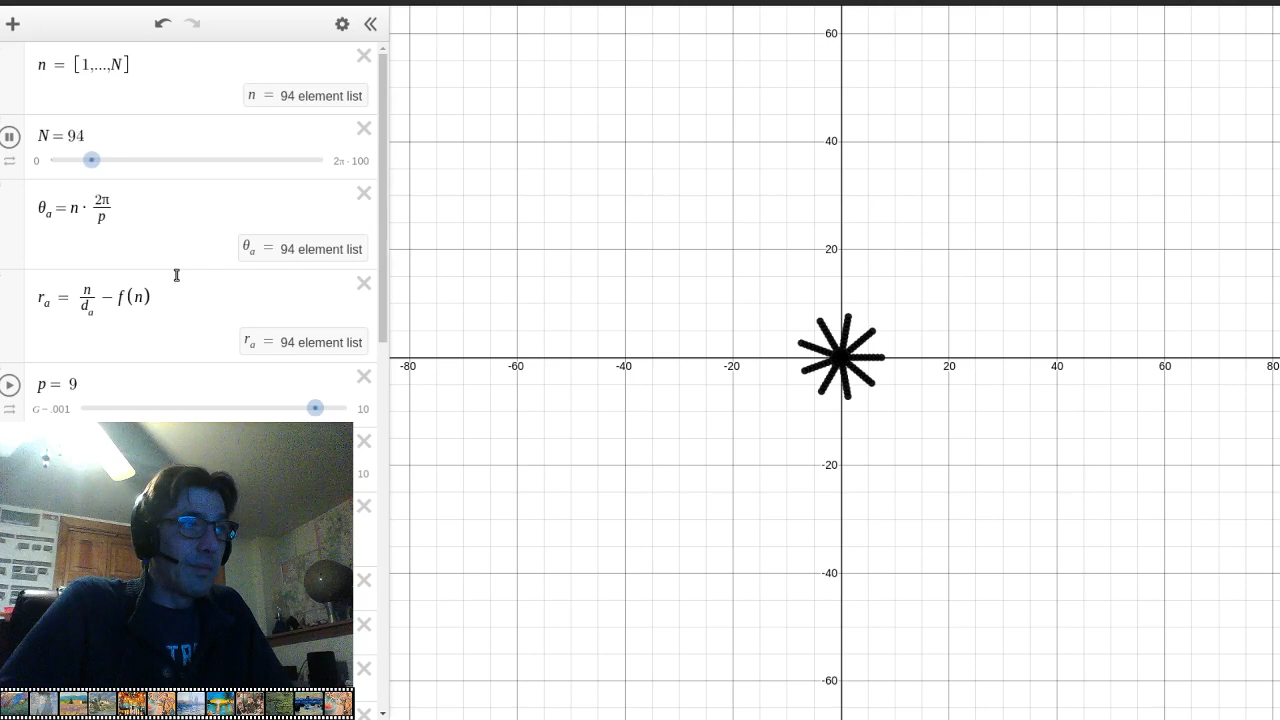 n = [1,...,N]
n = 94 element list
N = 94
0
2π · 100
θₐ = n · 2π/p
θₐ = 94 element list
rₐ = n/dₐ − f(n)
rₐ = 94 element list
p = 9
G − .001
10
10
60
40
20
-80 -60 -40 -20 20 40 60 80
-20
-40
-60